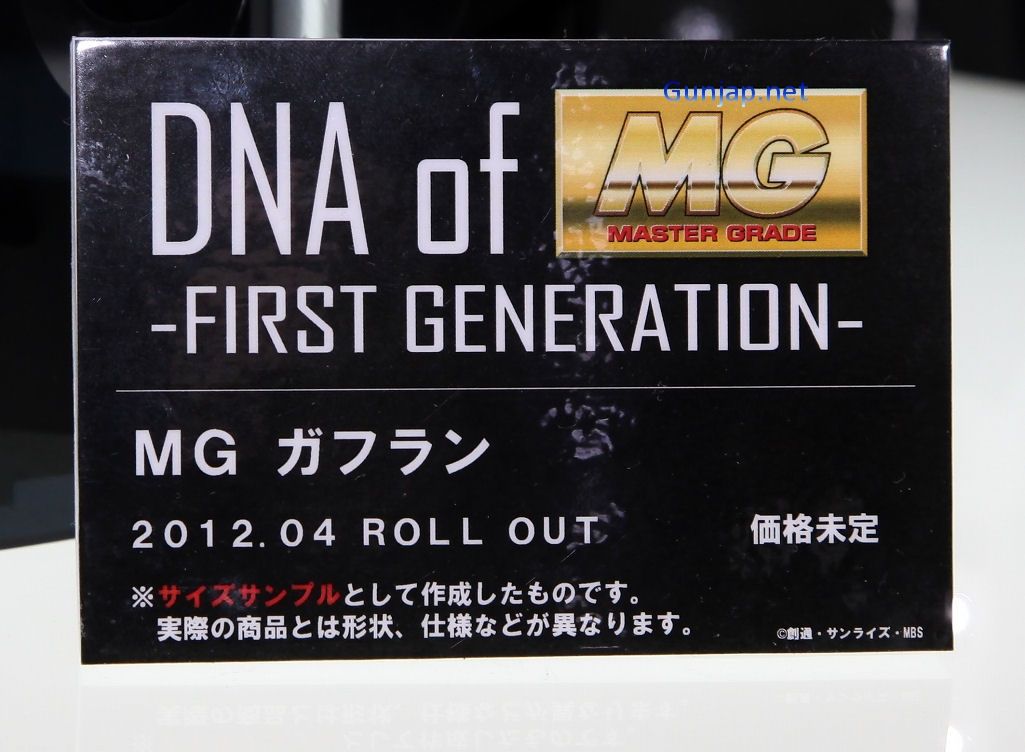 Gunjap.net
DNA of MG
MASTER GRADE
-FIRST GENERATION-
MG ガフラン
2012.04 ROLL OUT 価格未定
※サイズサンプルとして作成したものです。
実際の商品とは形状、仕様などが異なります。
©創通・サンライズ・MBS